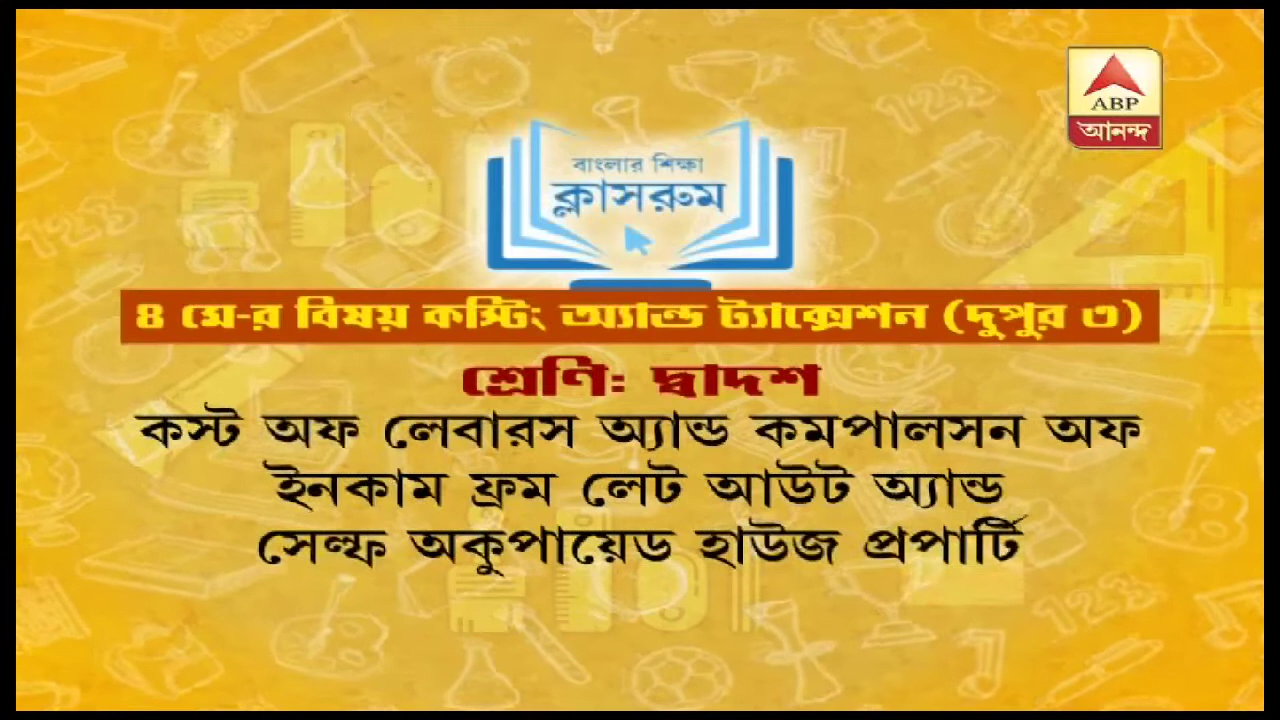 ABP
আনন্দ
বাংলার শিক্ষা
ক্লাসরুম
৪ মে-র বিষয় কস্টিং অ্যান্ড ট্যাক্সেশন (দুপুর ৩)
শ্রেণি: দ্বাদশ
কস্ট অফ লেবারস অ্যান্ড কমপালসন অফ
ইনকাম ফ্রম লেট আউট অ্যান্ড
সেল্ফ অকুপায়েড হাউজ প্রপার্টি